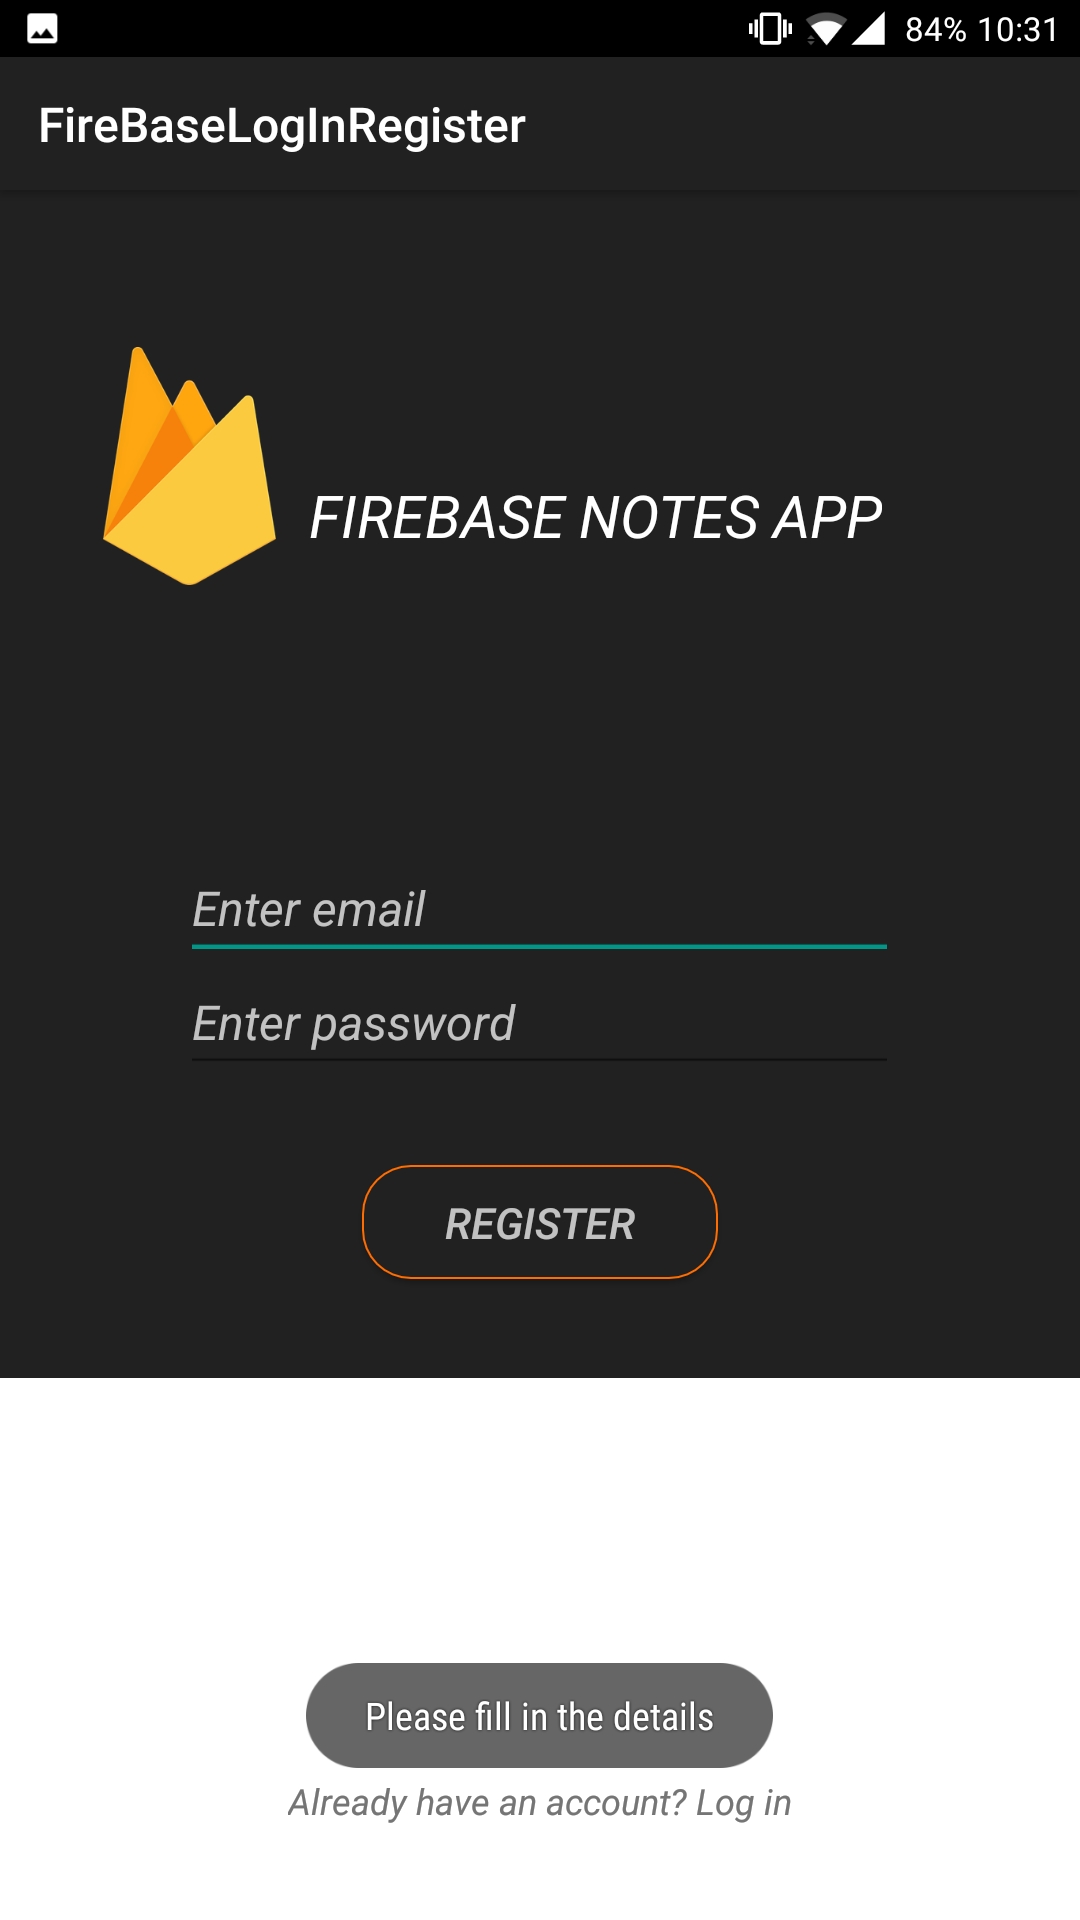 84% 10:31
FireBaseLogInRegister
FIREBASE NOTES APP
Enter email
Enter password
REGISTER
Please fill in the details
Already have an account? Log in